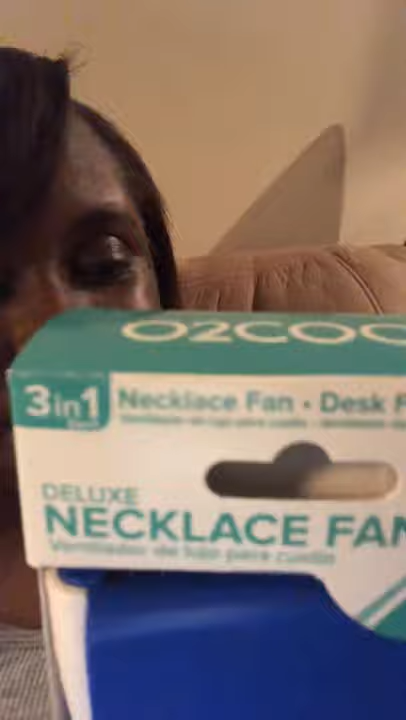 O2COO
3in1
Necklace Fan • Desk F
DELUXE
NECKLACE FAN
Ventilador de lujo para cuello